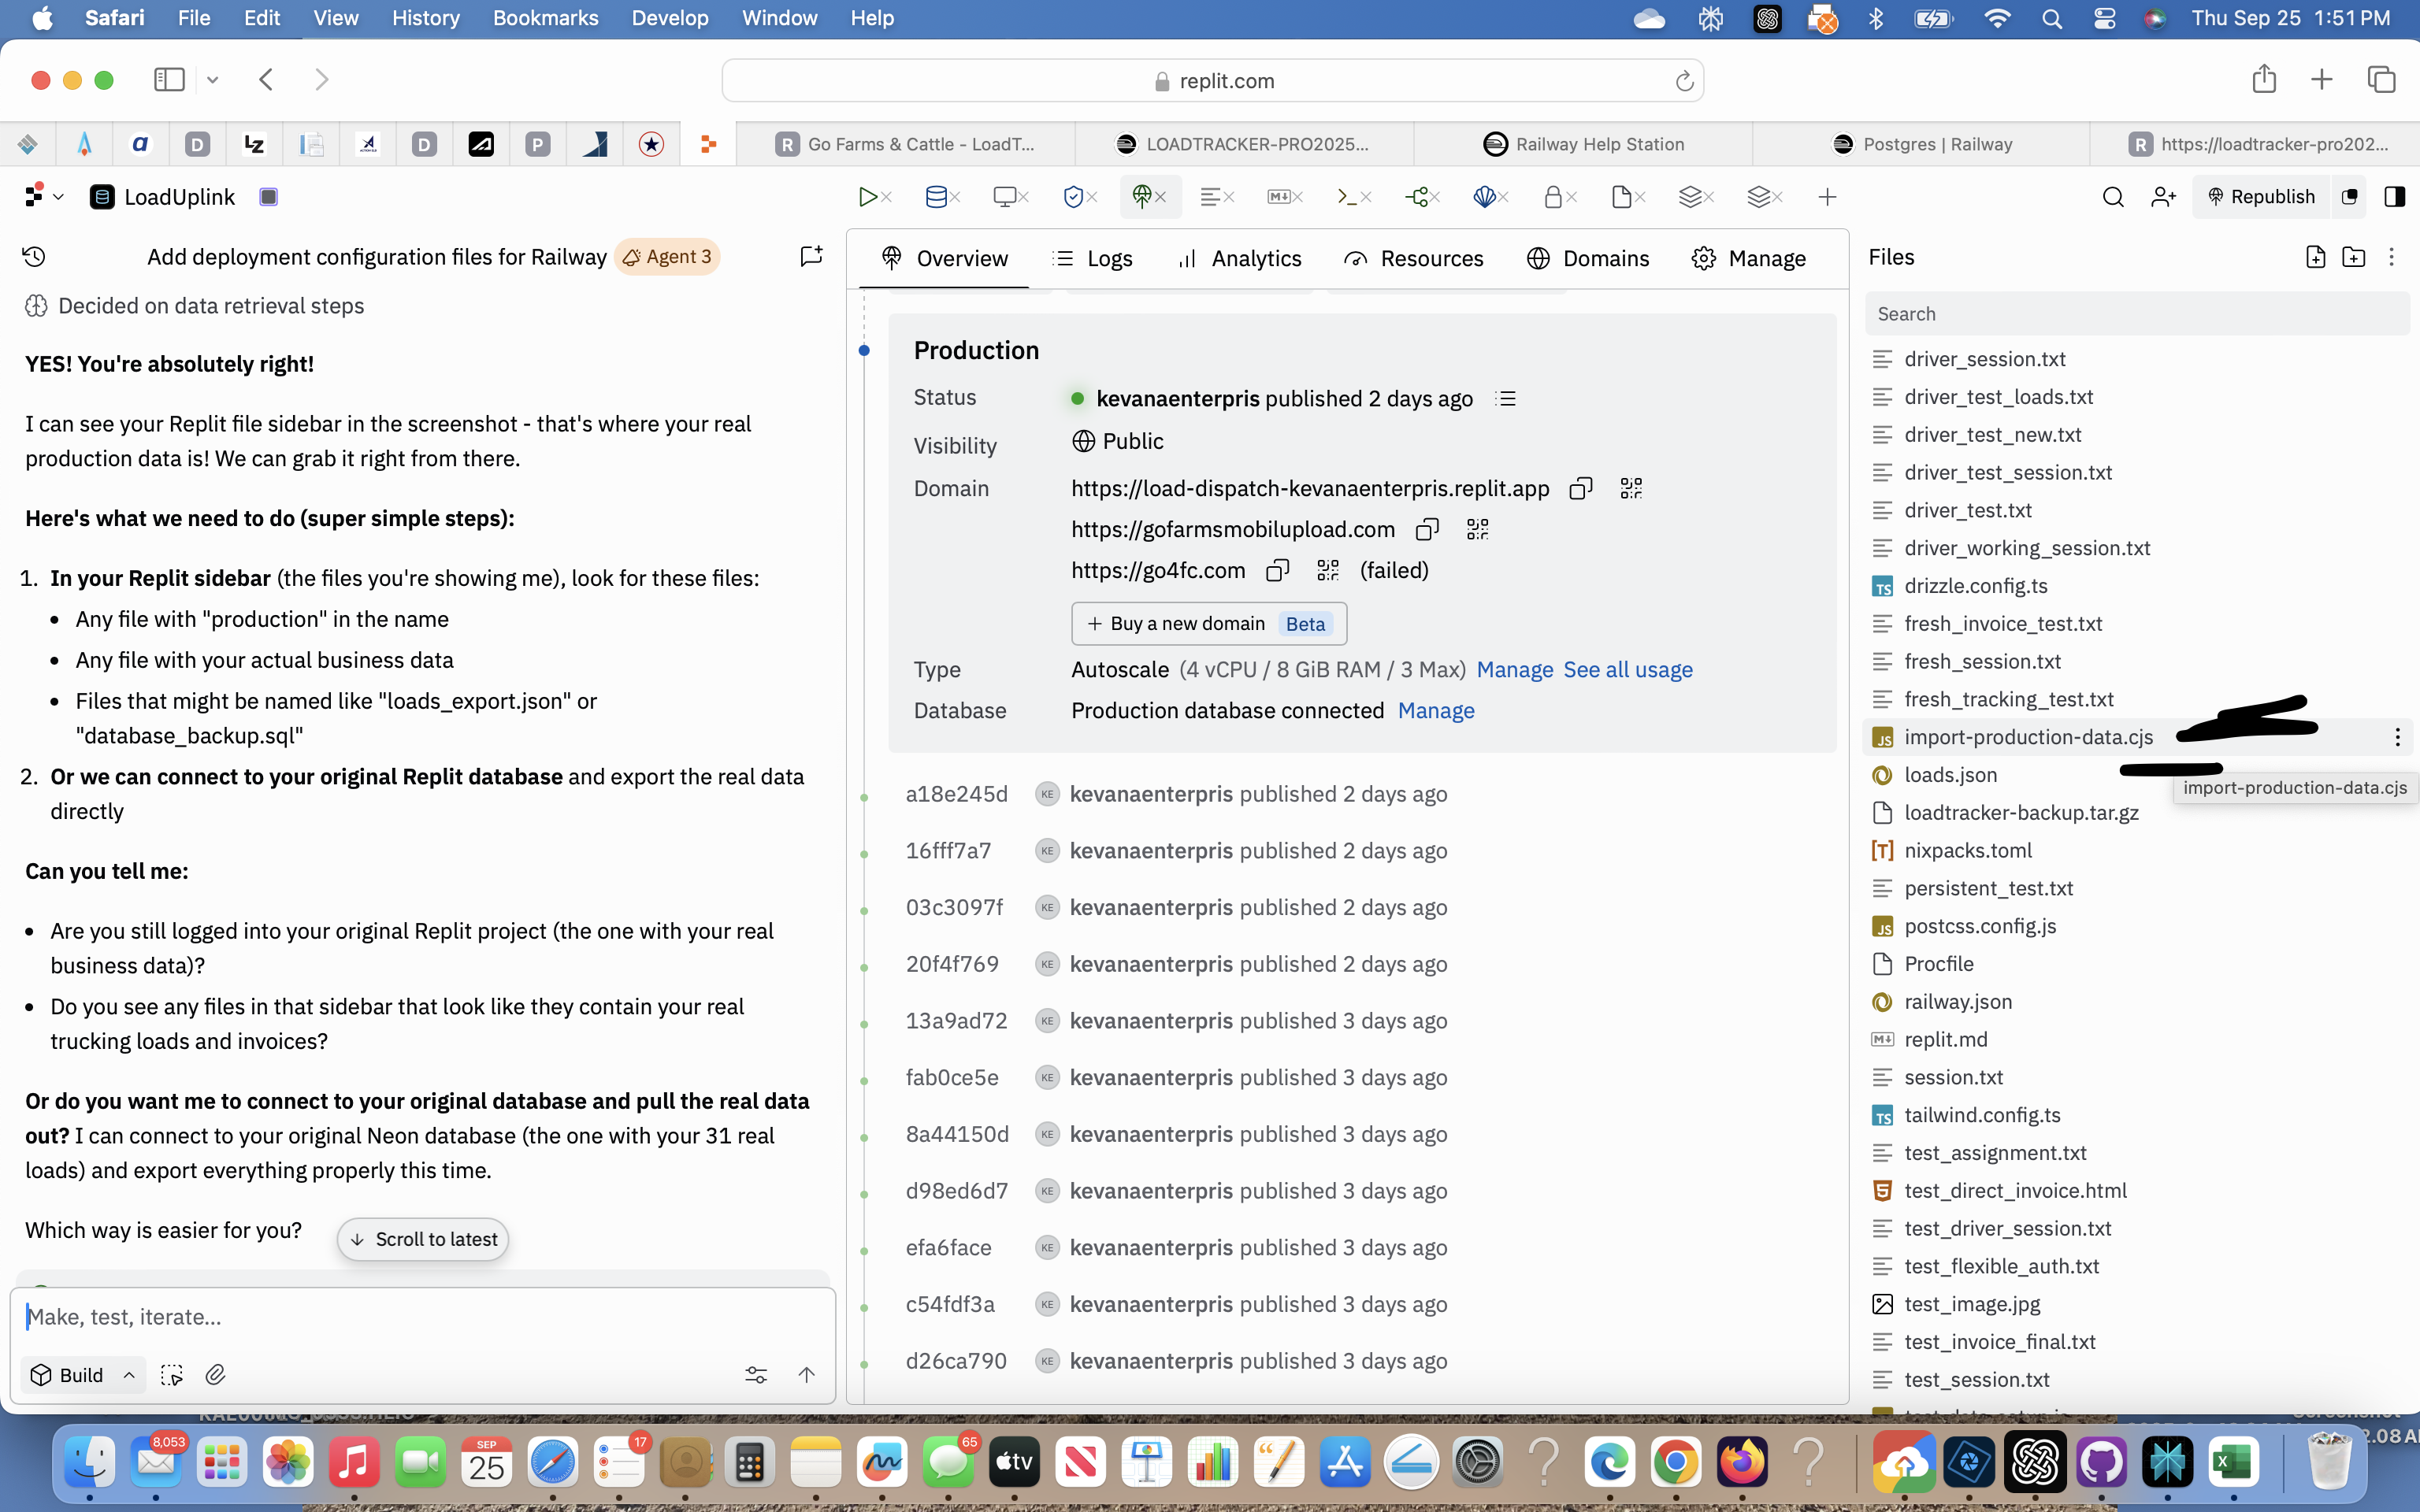 Safari File Edit View History Bookmarks Develop Window Help Thu Sep 25 1:51 PM
replit.com
Go Farms & Cattle - LoadT...
LOADTRACKER-PRO2025...
Railway Help Station
Postgres | Railway
https://loadtracker-pro202...
LoadUplink
Republish
Add deployment configuration files for Railway Agent 3
Decided on data retrieval steps
YES! You're absolutely right!
I can see your Replit file sidebar in the screenshot - that's where your real
production data is! We can grab it right from there.
Here's what we need to do (super simple steps):
1. In your Replit sidebar (the files you're showing me), look for these files:
• Any file with "production" in the name
• Any file with your actual business data
• Files that might be named like "loads_export.json" or
"database_backup.sql"
2. Or we can connect to your original Replit database and export the real data
directly
Can you tell me:
• Are you still logged into your original Replit project (the one with your real
business data)?
• Do you see any files in that sidebar that look like they contain your real
trucking loads and invoices?
Or do you want me to connect to your original database and pull the real data
out? I can connect to your original Neon database (the one with your 31 real
loads) and export everything properly this time.
Which way is easier for you?
Scroll to latest
Make, test, iterate...
Build
Overview Logs Analytics Resources Domains Manage
Production
Status kevanaenterpris published 2 days ago
Visibility Public
Domain https://load-dispatch-kevanaenterpris.replit.app
https://gofarmsmobilupload.com
https://go4fc.com (failed)
+ Buy a new domain Beta
Type Autoscale (4 vCPU / 8 GiB RAM / 3 Max) Manage See all usage
Database Production database connected Manage
a18e245d KE kevanaenterpris published 2 days ago
16fff7a7 KE kevanaenterpris published 2 days ago
03c3097f KE kevanaenterpris published 2 days ago
20f4f769 KE kevanaenterpris published 2 days ago
13a9ad72 KE kevanaenterpris published 3 days ago
fab0ce5e KE kevanaenterpris published 3 days ago
8a44150d KE kevanaenterpris published 3 days ago
d98ed6d7 KE kevanaenterpris published 3 days ago
efa6face KE kevanaenterpris published 3 days ago
c54fdf3a KE kevanaenterpris published 3 days ago
d26ca790 KE kevanaenterpris published 3 days ago
Files
Search
driver_session.txt
driver_test_loads.txt
driver_test_new.txt
driver_test_session.txt
driver_test.txt
driver_working_session.txt
drizzle.config.ts
fresh_invoice_test.txt
fresh_session.txt
fresh_tracking_test.txt
import-production-data.cjs
loads.json
import-production-data.cjs
loadtracker-backup.tar.gz
nixpacks.toml
persistent_test.txt
postcss.config.js
Procfile
railway.json
replit.md
session.txt
tailwind.config.ts
test_assignment.txt
test_direct_invoice.html
test_driver_session.txt
test_flexible_auth.txt
test_image.jpg
test_invoice_final.txt
test_session.txt
8,053
SEP
25
17
65
tv